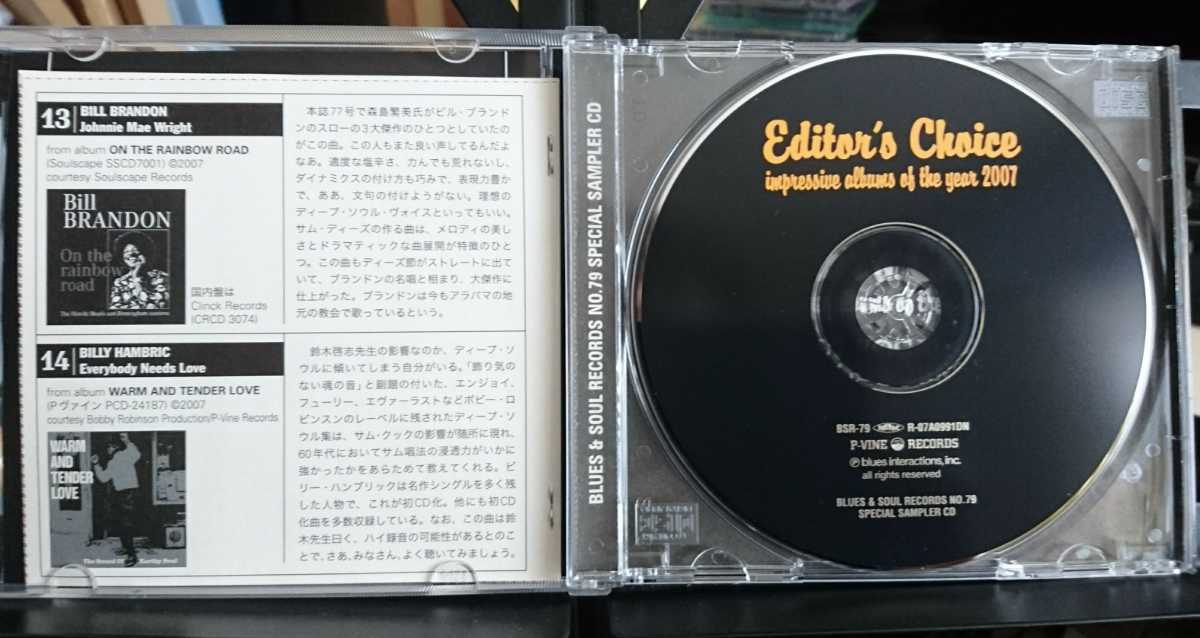 13 BILL BRANDON
Johnnie Mae Wright
from album ON THE RAINBOW ROAD
(Soulscape SSCD7001) ©2007
courtesy Soulscape Records
Bill
BRANDON
On the
rainbow
road
国内盤は
Clinck Records
(CRCD 3074)
本誌77号で森島繁美氏がビル・ブランド
ンのスローの3大傑作のひとつとしていたの
がこの曲。この人もまた良い声してるんだよ
なあ。適度な塩辛さ、力んでも荒れないし、
ダイナミクスの付け方も巧みで、表現力豊か
で、ああ、文句の付けようがない。理想の
ディープ・ソウル・ヴォイスといってもいい。
サム・ディーズの作る曲は、メロディの美し
さとドラマティックな曲展開が特徴のひと
つ。この曲もディーズ節がストレートに出て
いて、ブランドンの名唱と相まり、大傑作に
仕上がった。ブランドンは今もアラバマの地
元の教会で歌っているという。
14 BILLY HAMBRIC
Everybody Needs Love
from album WARM AND TENDER LOVE
(Pヴァイン PCD-24187) ©2007
courtesy Bobby Robinson Production/P-Vine Records
WARM
AND
TENDER
LOVE
The Sound Of Earthy Soul
鈴木啓志先生の影響なのか、ディープ・ソ
ウルに傾いてしまう自分がいる。「飾り気の
ない魂の音」と副題の付いた、エンジョイ、
フューリー、エヴァーラストなどボビー・ロ
ビンスンのレーベルに残されたディープ・ソ
ウル集は、サム・クックの影響が随所に現れ、
60年代においてサム唱法の浸透力がいかに
強かったかをあらためて教えてくれる。ビ
リー・ハンブリックは名作シングルを多く残
した人物で、これが初CD化。他にも初CD
化曲を多数収録している。なお、この曲は鈴
木先生曰く、ハイ録音の可能性があるとのこ
とで、さあ、みなさん、よく聴いてみましょう。
BLUES & SOUL RECORDS NO.79 SPECIAL SAMPLER CD
Editor's Choice
impressive albums of the year 2007
BSR-79 R-07A0991DN
P-VINE RECORDS
℗ blues interactions, inc.
all rights reserved
BLUES & SOUL RECORDS NO.79
SPECIAL SAMPLER CD